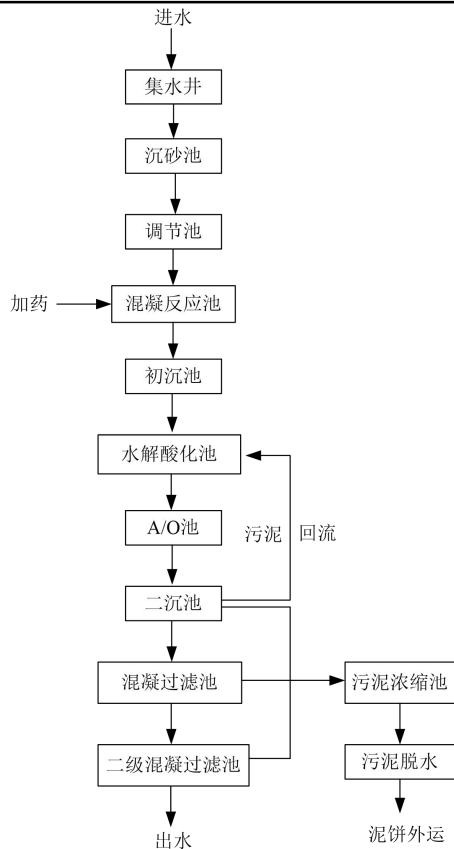 进水
集水井
沉砂池
调节池
加药
混凝反应池
初沉池
水解酸化池
A/O池
污泥 回流
二沉池
混凝过滤池
污泥浓缩池
二级混凝过滤池
污泥脱水
出水
泥饼外运